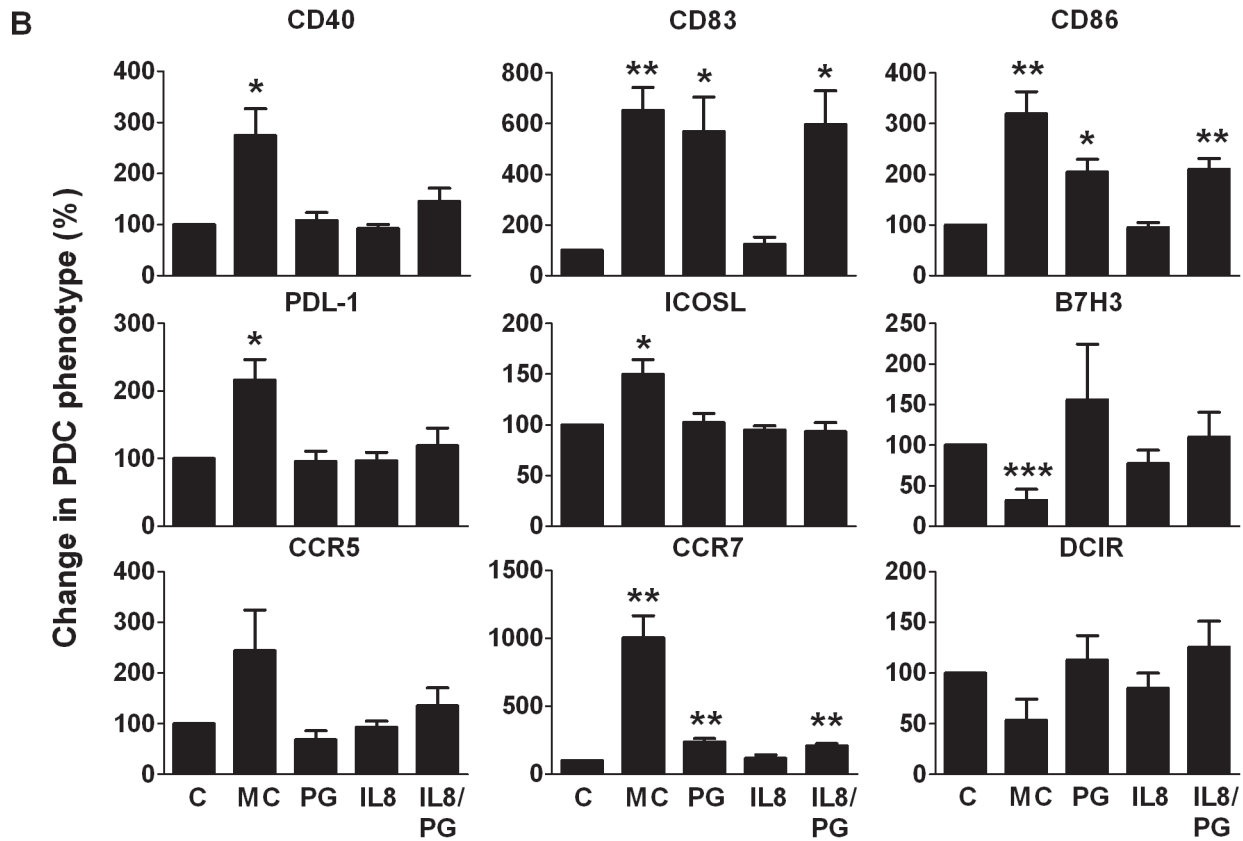 B
Change in PDC phenotype (%)
CD40
400
300
200
100
0
*
CD83
800
600
400
200
0
** * *
CD86
400
300
200
100
0
** * **
PDL-1
300
200
100
0
*
ICOSL
200
150
100
50
0
*
B7H3
250
200
150
100
50
0
***
CCR5
400
300
200
100
0
C MC PG IL8 IL8/
PG
CCR7
1500
1000
500
0
** ** **
C MC PG IL8 IL8/
PG
DCIR
200
150
100
50
0
C MC PG IL8 IL8/
PG